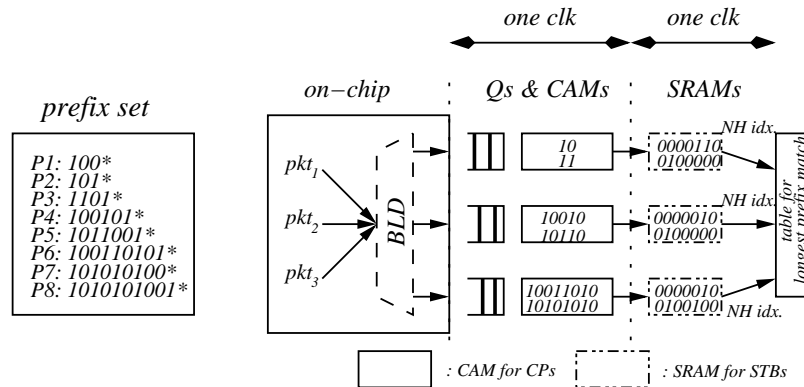 one clk
one clk
prefix set
on−chip
Qs & CAMs
SRAMs
P1: 100*
P2: 101*
P3: 1101*
P4: 100101*
P5: 1011001*
P6: 100110101*
P7: 101010100*
P8: 1010101001*
pkt1
pkt2
pkt3
BLD
10
11
10010
10110
10011010
10101010
0000110
0100000
0000010
0100000
0000010
0100100
NH idx.
NH idx.
NH idx.
table for
longest prefix match
: CAM for CPs
: SRAM for STBs